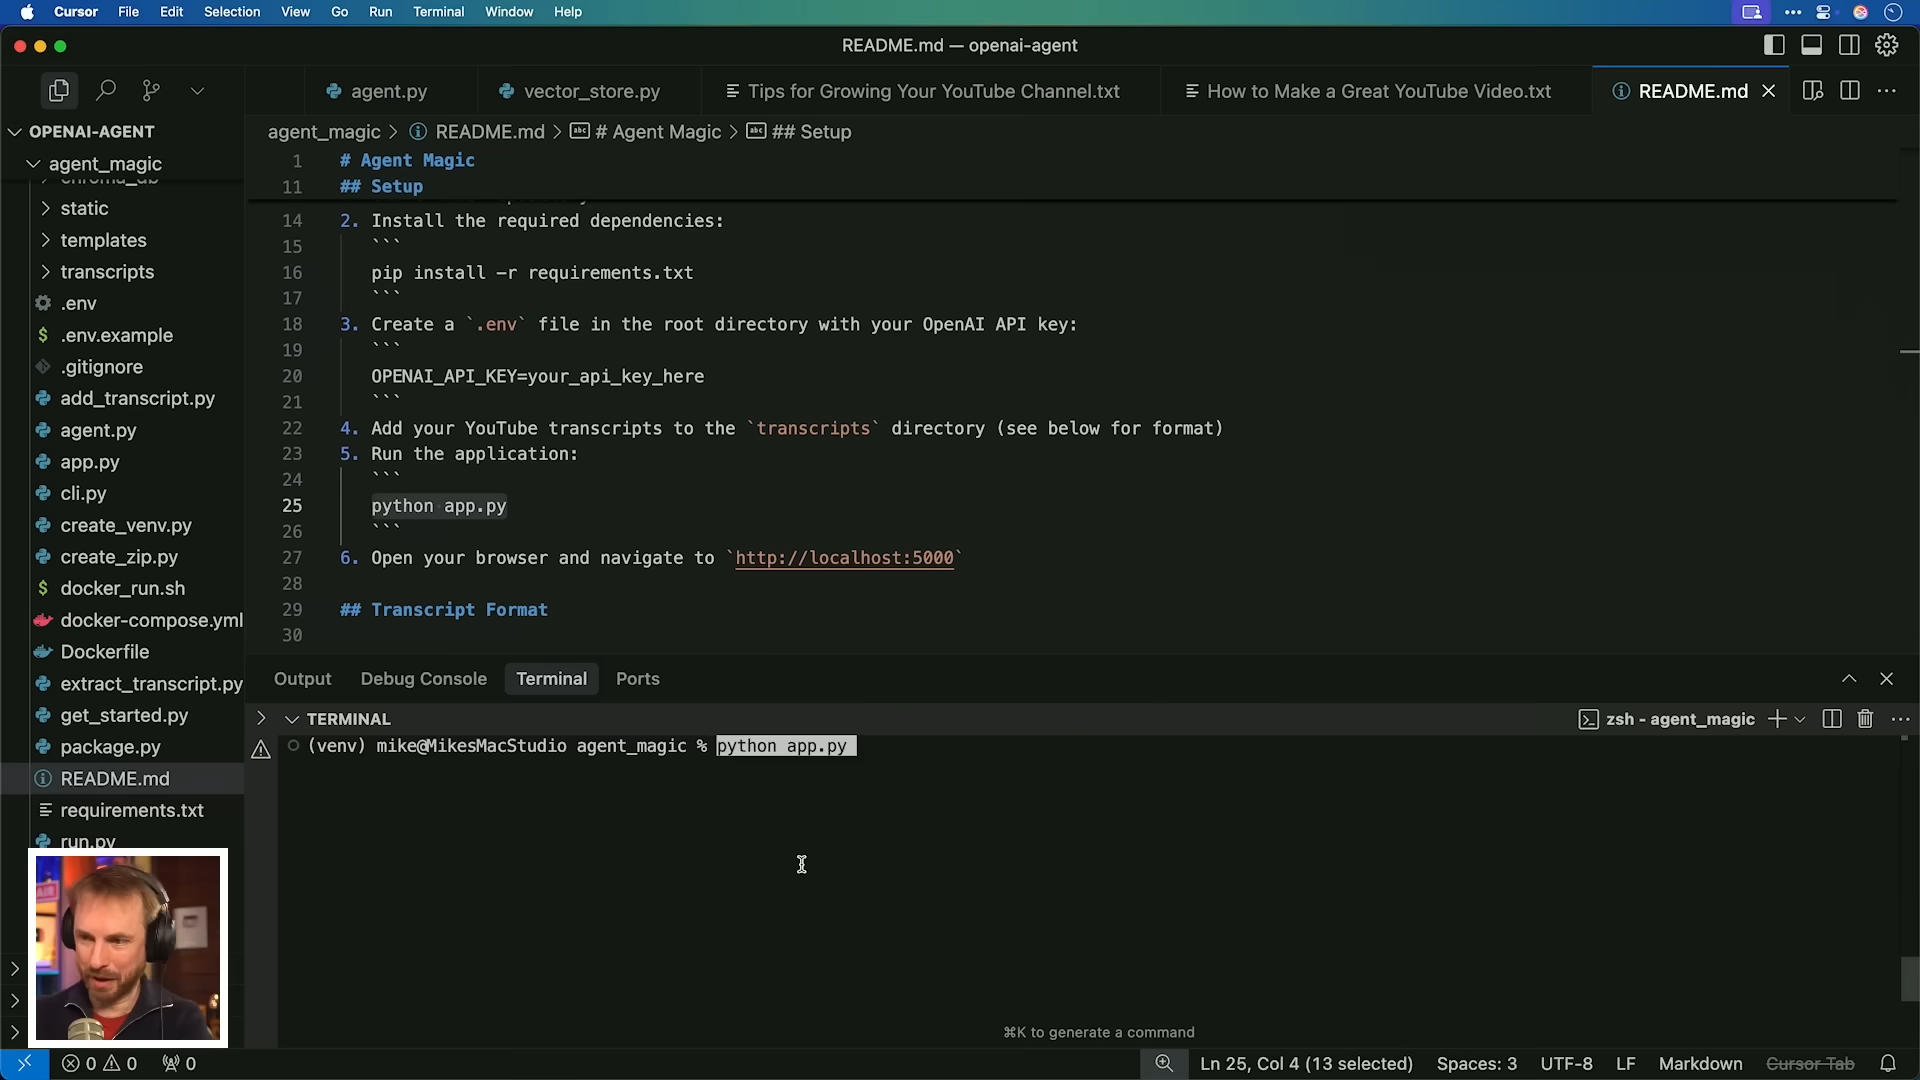 Cursor File Edit Selection View Go Run Terminal Window Help
README.md — openai-agent
agent.py
vector_store.py
Tips for Growing Your YouTube Channel.txt
How to Make a Great YouTube Video.txt
README.md
OPENAI-AGENT
agent_magic
chroma_db
static
templates
transcripts
.env
.env.example
.gitignore
add_transcript.py
agent.py
app.py
cli.py
create_venv.py
create_zip.py
docker_run.sh
docker-compose.yml
Dockerfile
extract_transcript.py
get_started.py
package.py
README.md
requirements.txt
run.py
agent_magic > README.md > # Agent Magic > ## Setup
1 # Agent Magic
11 ## Setup
14 2. Install the required dependencies:
15 ```
16 pip install -r requirements.txt
17 ```
18 3. Create a `.env` file in the root directory with your OpenAI API key:
19 ```
20 OPENAI_API_KEY=your_api_key_here
21 ```
22 4. Add your YouTube transcripts to the `transcripts` directory (see below for format)
23 5. Run the application:
24 ```
25 python app.py
26 ```
27 6. Open your browser and navigate to `http://localhost:5000`
28
29 ## Transcript Format
30
Output Debug Console Terminal Ports
TERMINAL
zsh - agent_magic
(venv) mike@MikesMacStudio agent_magic % python app.py
⌘K to generate a command
0 0 0
Ln 25, Col 4 (13 selected) Spaces: 3 UTF-8 LF Markdown Cursor Tab